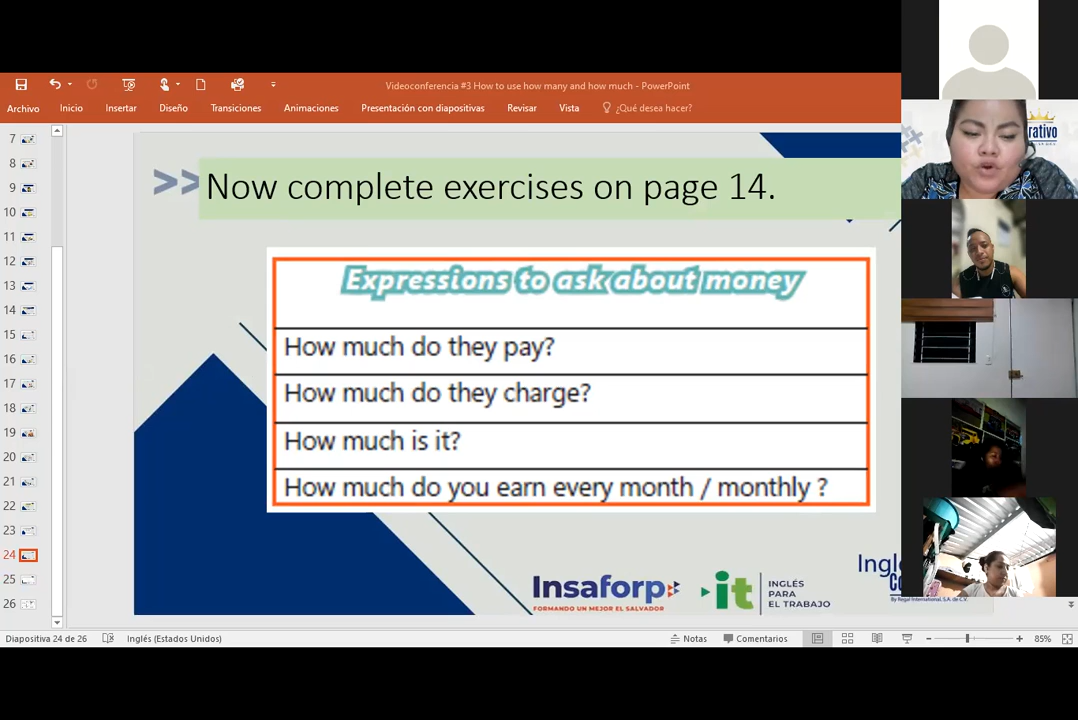 Videoconferencia #3 How to use how many and how much - PowerPoint
Archivo Inicio Insertar Diseño Transiciones Animaciones Presentación con diapositivas Revisar Vista ¿Qué desea hacer?
7
8
9
10
11
12
13
14
15
16
17
18
19
20
21
22
23
24
25
26
>> Now complete exercises on page 14.
Expressions to ask about money
How much do they pay?
How much do they charge?
How much is it?
How much do you earn every month / monthly ?
Insaforp
FORMANDO UN MEJOR EL SALVADOR
it
INGLÉS
PARA
EL TRABAJO
By Regal International, S.A. de C.V.
Diapositiva 24 de 26 Inglés (Estados Unidos) Notas Comentarios 85%